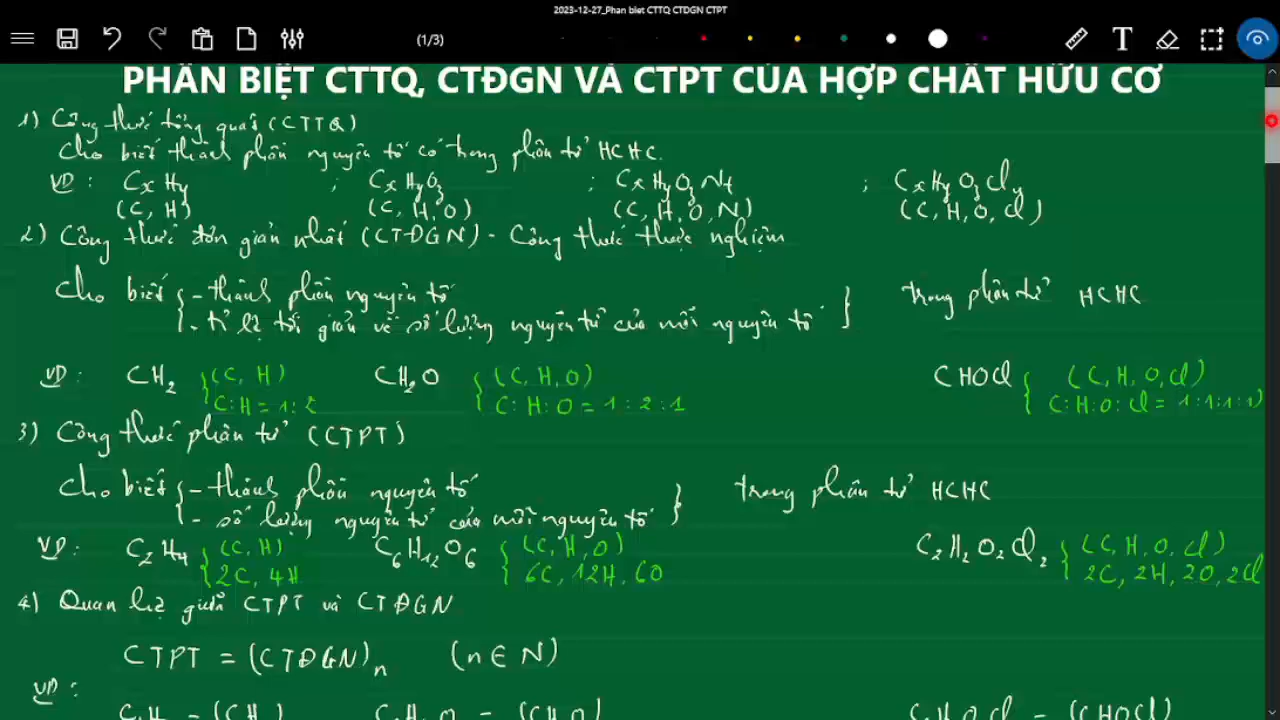 2023-12-27_Phan biet CTTQ CTDGN CTPT
(1/3)
PHÂN BIỆT CTTQ, CTĐGN VÀ CTPT CỦA HỢP CHẤT HỮU CƠ
1) Công thức tổng quát (CTTQ)
Cho biết thành phần nguyên tố có trong phân tử HCHC.
VD: CxHy ; CxHyOz ; CxHyOzNt ; CxHyOzCly
(C, H) (C, H, O) (C, H, O, N) (C, H, O, Cl)
2) Công thức đơn giản nhất (CTĐGN) - Công thức thực nghiệm
Cho biết { - thành phần nguyên tố
- tỉ lệ tối giản về số lượng nguyên tử của mỗi nguyên tố } trong phân tử HCHC
VD: CH₂ { (C, H) CH₂O { (C, H, O) CHOCl { (C, H, O, Cl)
C:H = 1:2 C:H:O = 1:2:1 C:H:O:Cl = 1:1:1:1)
3) Công thức phân tử (CTPT)
Cho biết { - thành phần nguyên tố
- số lượng nguyên tử của mỗi nguyên tố } trong phân tử HCHC
VD: C₂H₄ { (C, H) C₆H₁₂O₆ { (C, H, O) C₂H₂O₂Cl₂ { (C, H, O, Cl)
2C, 4H 6C, 12H, 6O 2C, 2H, 2O, 2Cl
4) Quan hệ giữa CTPT và CTĐGN
CTPT = (CTĐGN)n (n ∈ N)
VD: